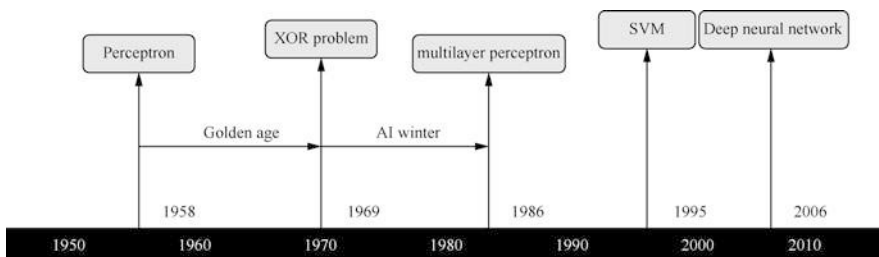 XOR problem
SVM
Deep neural network
Perceptron
multilayer perceptron
Golden age
AI winter
1958
1969
1986
1995
2006
1950
1960
1970
1980
1990
2000
2010